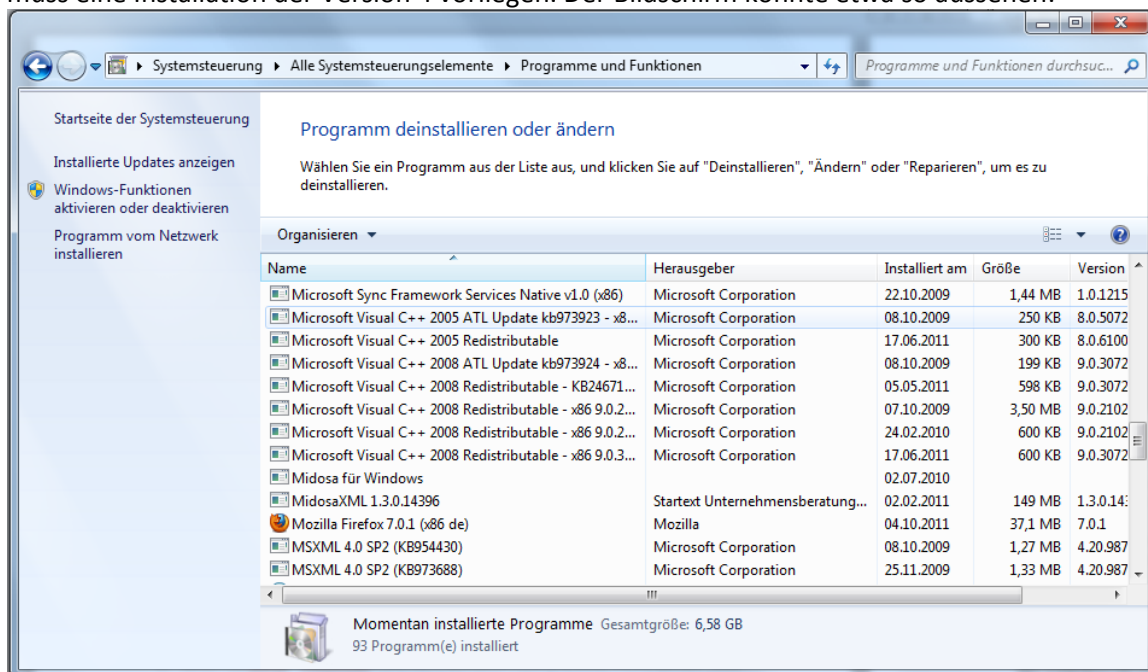 muss eine Installation der Version 4 vorliegen. Der Bildschirm könnte etwa so aussehen:
Systemsteuerung Alle Systemsteuerungselemente Programme und Funktionen
Programme und Funktionen durchsuc...
Startseite der Systemsteuerung
Installierte Updates anzeigen
Windows-Funktionen
aktivieren oder deaktivieren
Programm vom Netzwerk
installieren
Programm deinstallieren oder ändern
Wählen Sie ein Programm aus der Liste aus, und klicken Sie auf "Deinstallieren", "Ändern" oder "Reparieren", um es zu
deinstallieren.
Organisieren
Name Herausgeber Installiert am Größe Version
Microsoft Sync Framework Services Native v1.0 (x86) Microsoft Corporation 22.10.2009 1,44 MB 1.0.1215
Microsoft Visual C++ 2005 ATL Update kb973923 - x8... Microsoft Corporation 08.10.2009 250 KB 8.0.5072
Microsoft Visual C++ 2005 Redistributable Microsoft Corporation 17.06.2011 300 KB 8.0.6100
Microsoft Visual C++ 2008 ATL Update kb973924 - x8... Microsoft Corporation 08.10.2009 199 KB 9.0.3072
Microsoft Visual C++ 2008 Redistributable - KB24671... Microsoft Corporation 05.05.2011 598 KB 9.0.3072
Microsoft Visual C++ 2008 Redistributable - x86 9.0.2... Microsoft Corporation 07.10.2009 3,50 MB 9.0.2102
Microsoft Visual C++ 2008 Redistributable - x86 9.0.2... Microsoft Corporation 24.02.2010 600 KB 9.0.2102
Microsoft Visual C++ 2008 Redistributable - x86 9.0.3... Microsoft Corporation 17.06.2011 600 KB 9.0.3072
Midosa für Windows 02.07.2010
MidosaXML 1.3.0.14396 Startext Unternehmensberatung... 02.02.2011 149 MB 1.3.0.143
Mozilla Firefox 7.0.1 (x86 de) Mozilla 04.10.2011 37,1 MB 7.0.1
MSXML 4.0 SP2 (KB954430) Microsoft Corporation 08.10.2009 1,27 MB 4.20.987
MSXML 4.0 SP2 (KB973688) Microsoft Corporation 25.11.2009 1,33 MB 4.20.987
Momentan installierte Programme Gesamtgröße: 6,58 GB
93 Programm(e) installiert